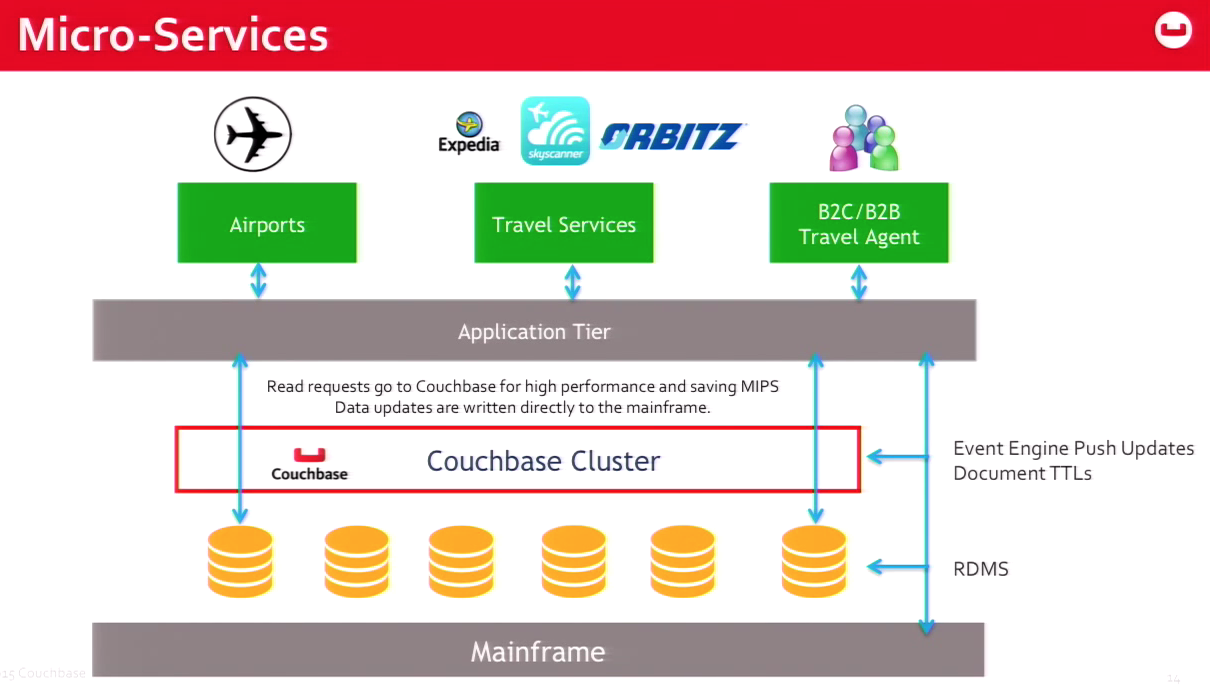 Micro-Services
Expedia
skyscanner
ORBITZ
Airports
Travel Services
B2C/B2B
Travel Agent
Application Tier
Read requests go to Couchbase for high performance and saving MIPS
Data updates are written directly to the mainframe.
Couchbase
Couchbase Cluster
Event Engine Push Updates
Document TTLs
RDMS
Mainframe
15 Couchbase
14